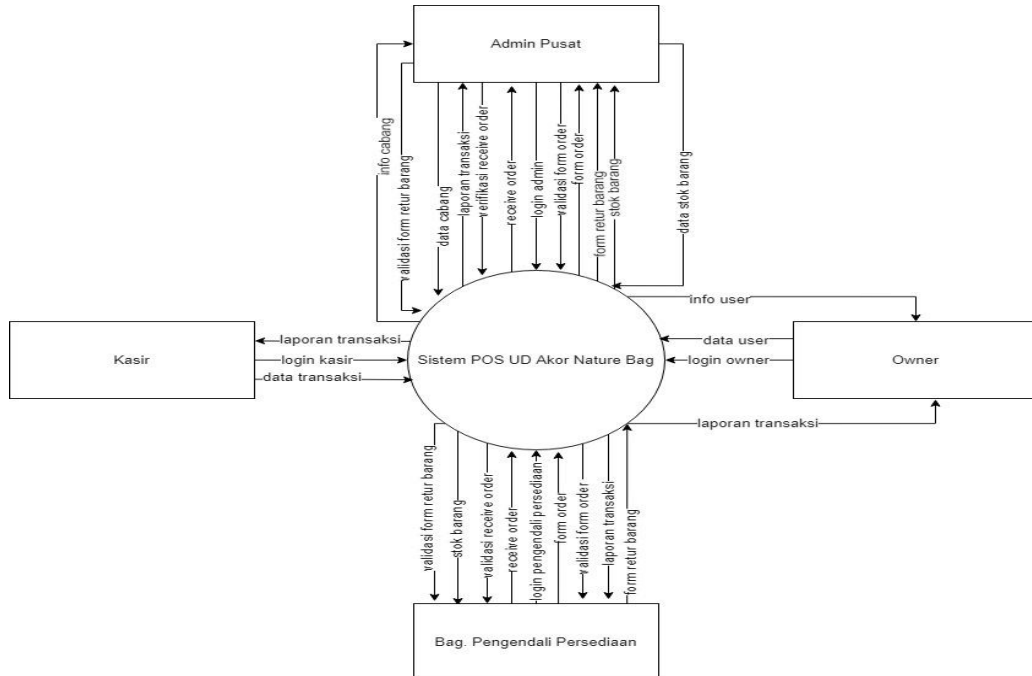 Admin Pusat
info cabang
validasi form retur barang
data cabang
laporan transaksi
verifikasi receive order
receive order
login admin
validasi form order
form order
form retur barang
stok barang
data stok barang
info user
Kasir
laporan transaksi
login kasir
data transaksi
Sistem POS UD Akor Nature Bag
data user
login owner
Owner
laporan transaksi
validasi form retur barang
stok barang
validasi receive order
receive order
login pengendali persediaan
form order
validasi form order
laporan transaksi
form retur barang
Bag. Pengendali Persediaan